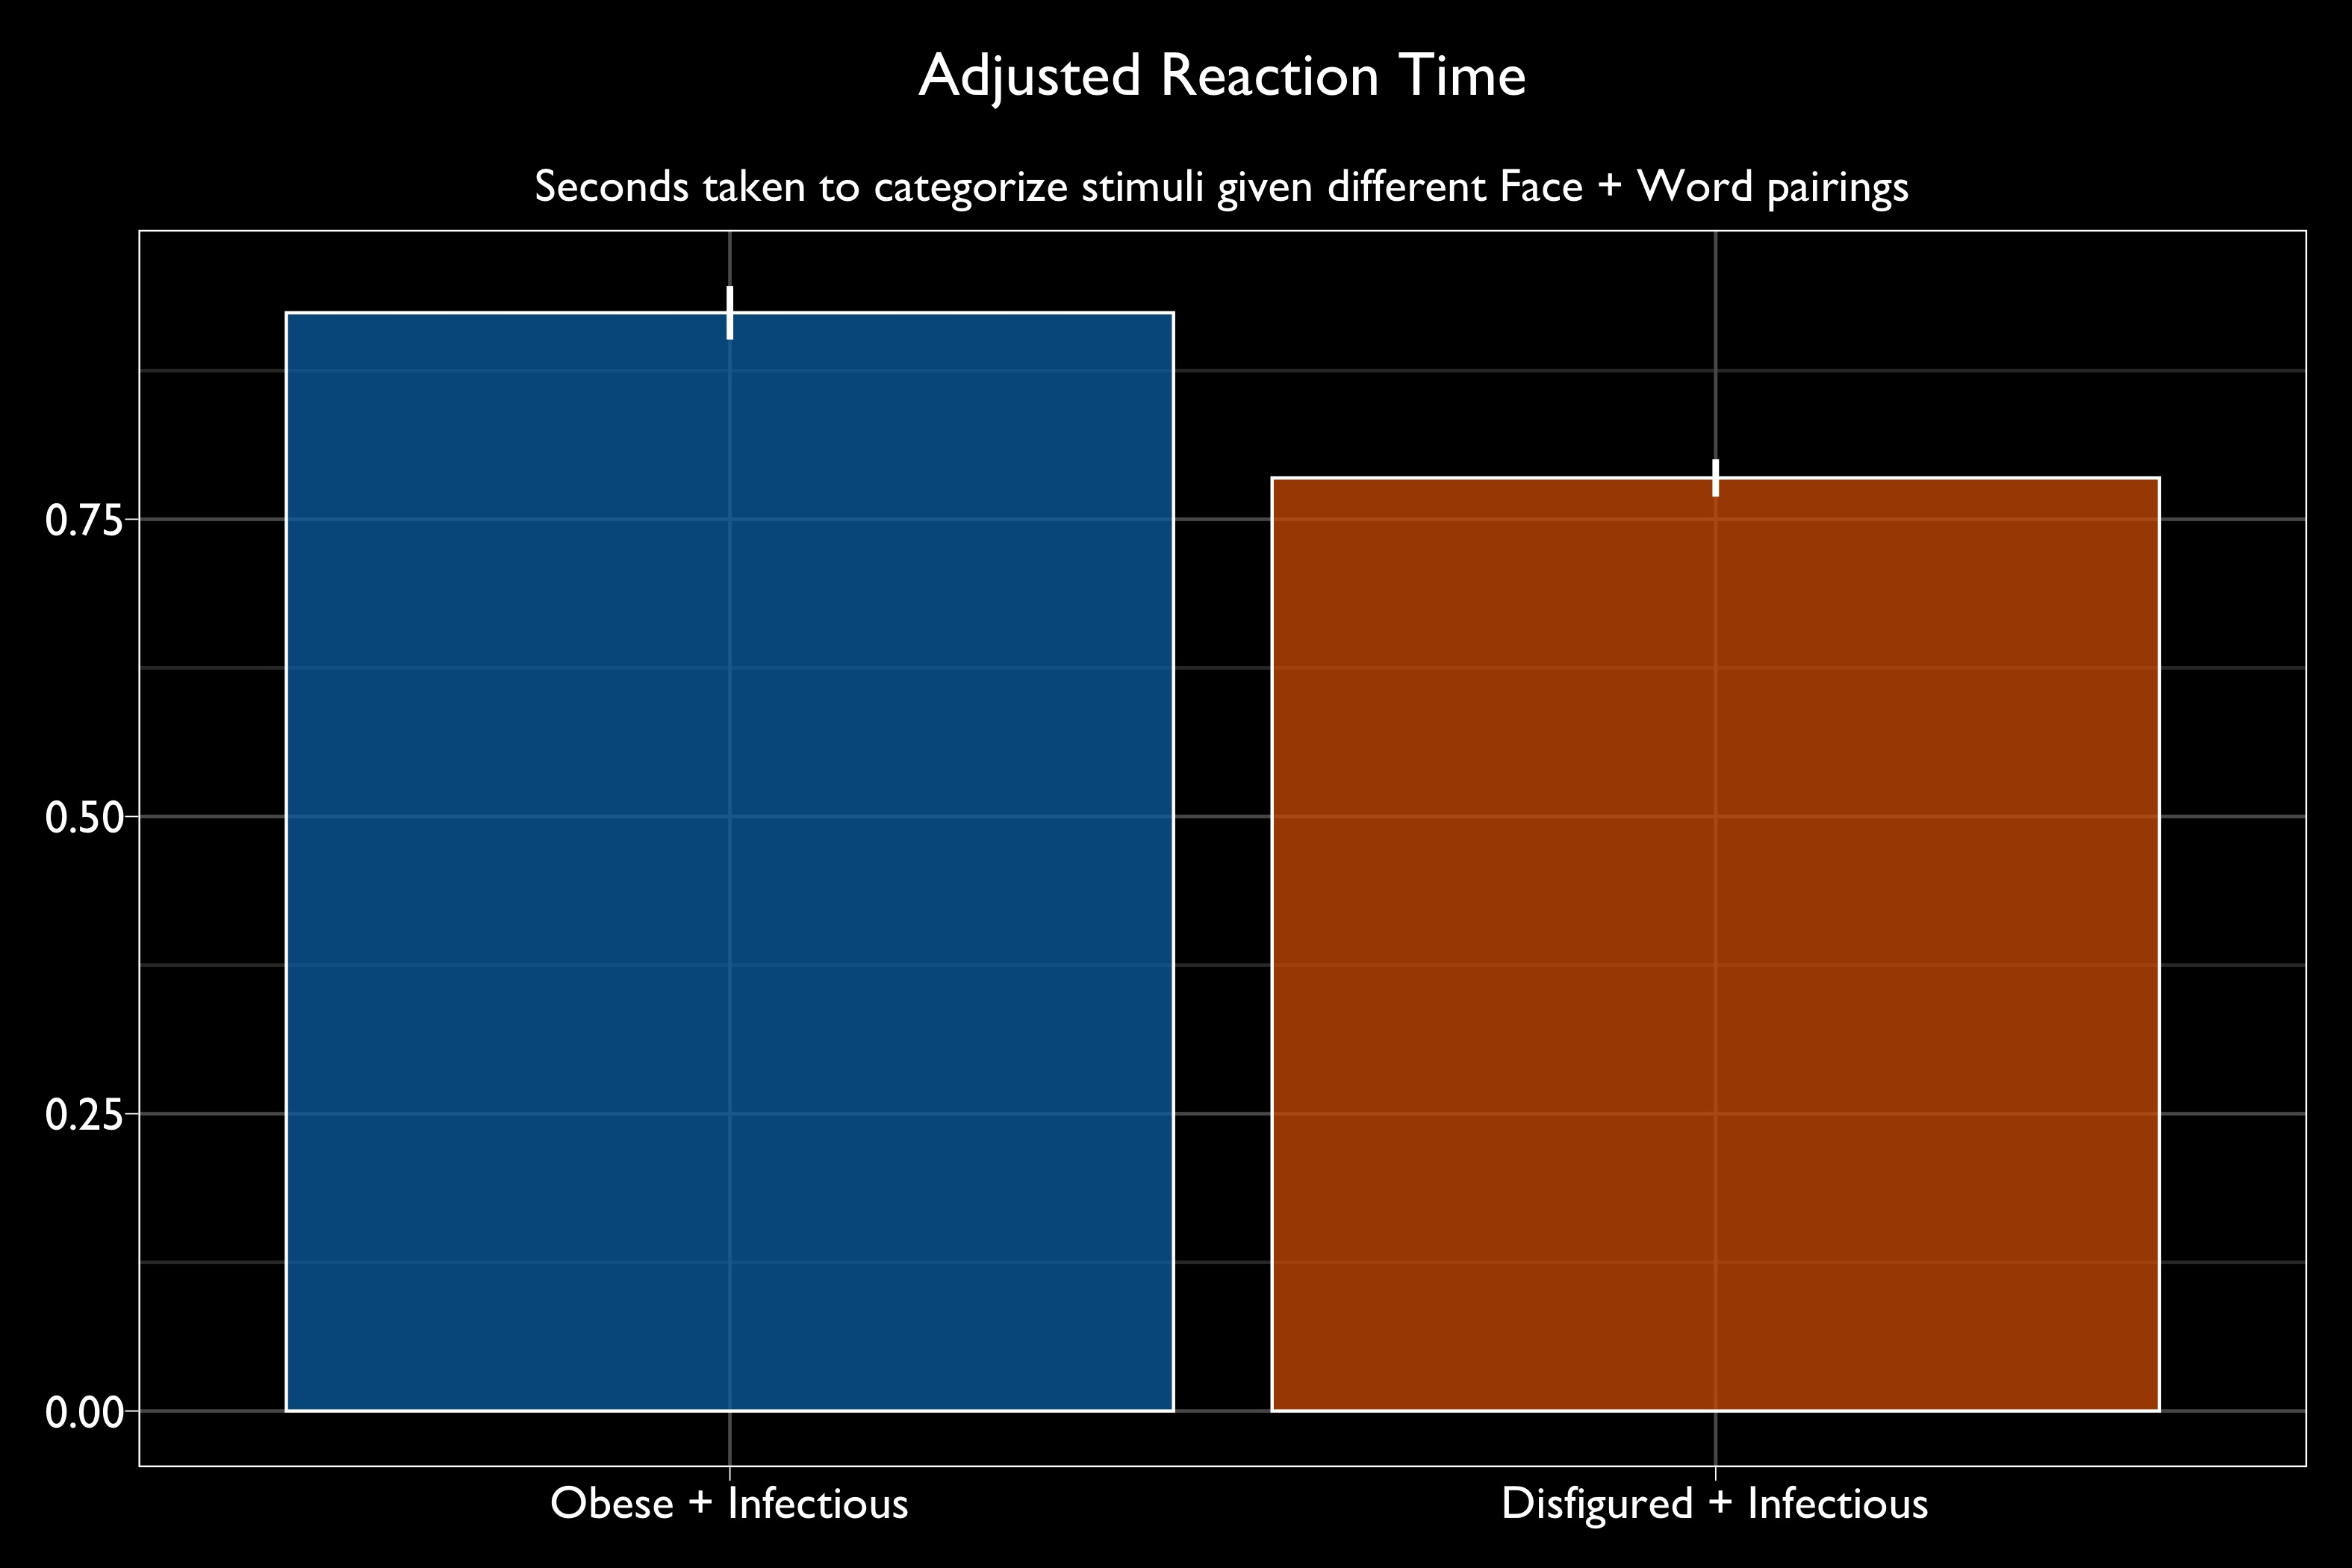 Adjusted Reaction Time
Seconds taken to categorize stimuli given different Face + Word pairings
0.75
0.50
0.25
0.00
Obese + Infectious
Disfigured + Infectious